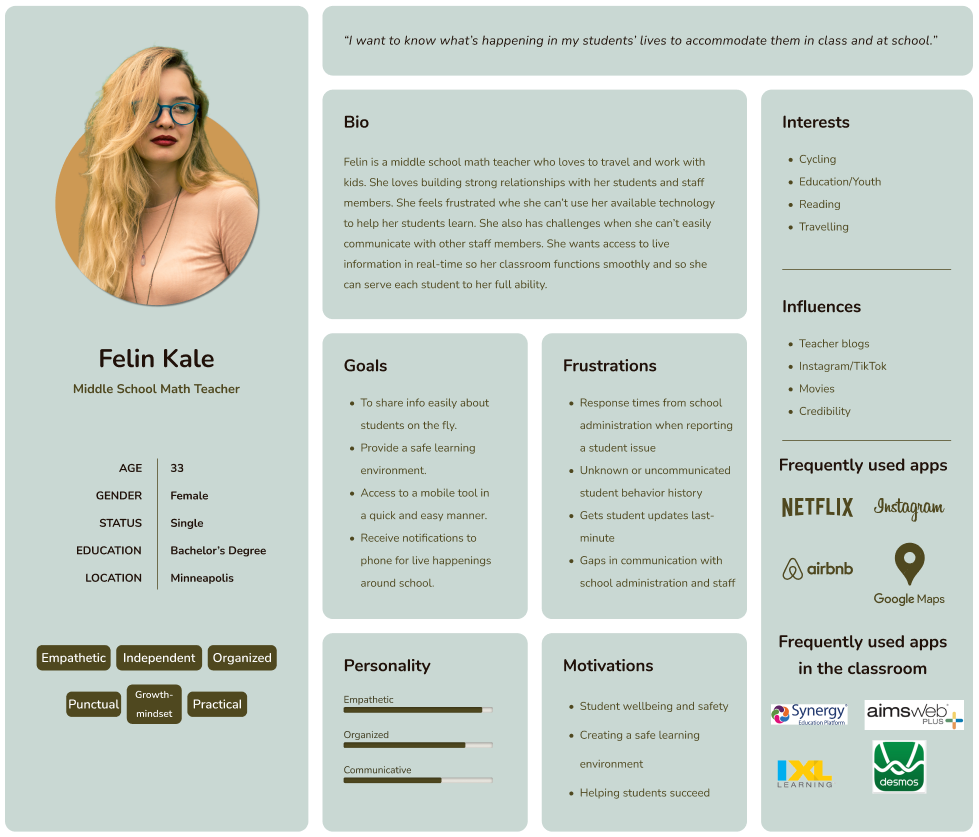 “I want to know what’s happening in my students’ lives to accommodate them in class and at school.”
Felin Kale
Middle School Math Teacher
AGE 33
GENDER Female
STATUS Single
EDUCATION Bachelor’s Degree
LOCATION Minneapolis
Empathetic Independent Organized
Punctual Growth-mindset Practical
Bio
Felin is a middle school math teacher who loves to travel and work with
kids. She loves building strong relationships with her students and staff
members. She feels frustrated whe she can’t use her available technology
to help her students learn. She also has challenges when she can’t easily
communicate with other staff members. She wants access to live
information in real-time so her classroom functions smoothly and so she
can serve each student to her full ability.
Goals
• To share info easily about
students on the fly.
• Provide a safe learning
environment.
• Access to a mobile tool in
a quick and easy manner.
• Receive notifications to
phone for live happenings
around school.
Frustrations
• Response times from school
administration when reporting
a student issue
• Unknown or uncommunicated
student behavior history
• Gets student updates last-
minute
• Gaps in communication with
school administration and staff
Personality
Empathetic
Organized
Communicative
Motivations
• Student wellbeing and safety
• Creating a safe learning
environment
• Helping students succeed
Interests
• Cycling
• Education/Youth
• Reading
• Travelling
Influences
• Teacher blogs
• Instagram/TikTok
• Movies
• Credibility
Frequently used apps
NETFLIX Instagram
airbnb
Google Maps
Frequently used apps
in the classroom
Synergy
Education Platform
aimsweb
PLUS
IXL
LEARNING
desmos